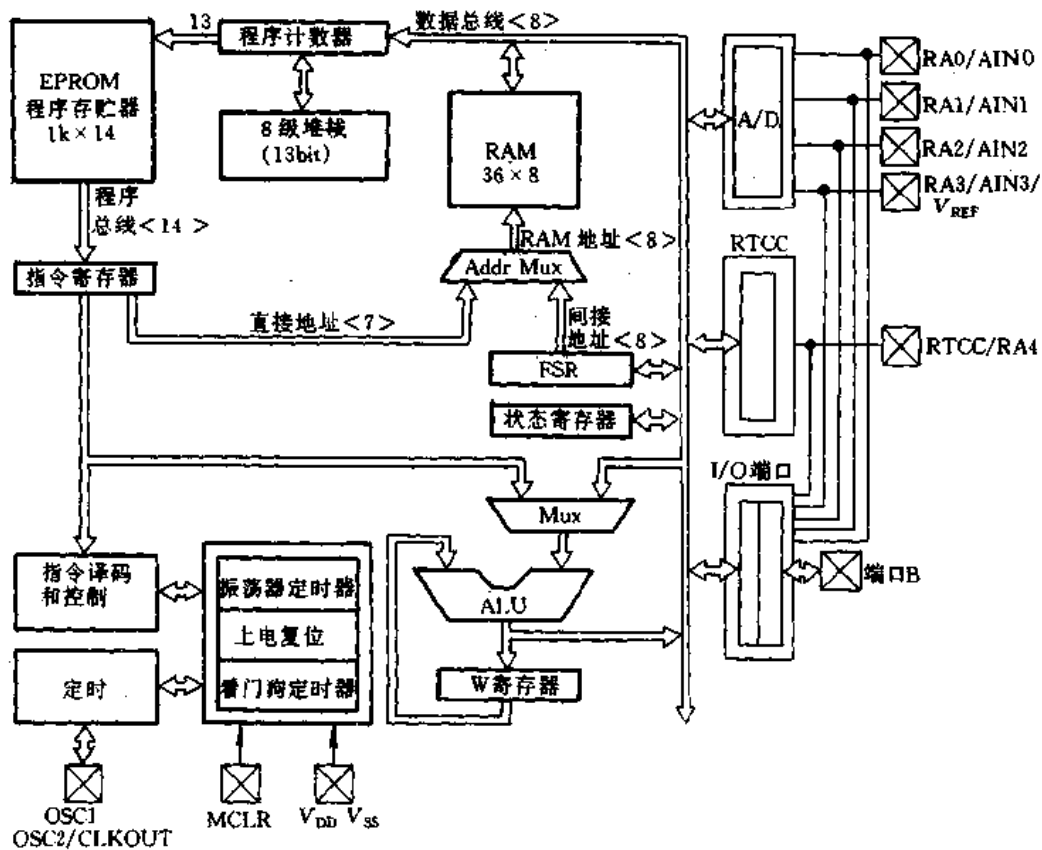 13
数据总线<8>
程序计数器
EPROM
程序存贮器
1k×14
8级堆栈
(13bit)
RAM
36×8
A/D
RA0/AIN0
RA1/AIN1
RA2/AIN2
RA3/AIN3/
VREF
程序
总线<14>
RAM 地址<8>
RTCC
指令寄存器
Addr Mux
直接地址<7>
间接
地址<8>
RTCC/RA4
FSR
状态寄存器
I/O端口
Mux
指令译码
和控制
振荡器定时器
端口B
ALU
上电复位
定时
看门狗定时器
W寄存器
OSC1
OSC2/CLKOUT
MCLR
VDD VSS